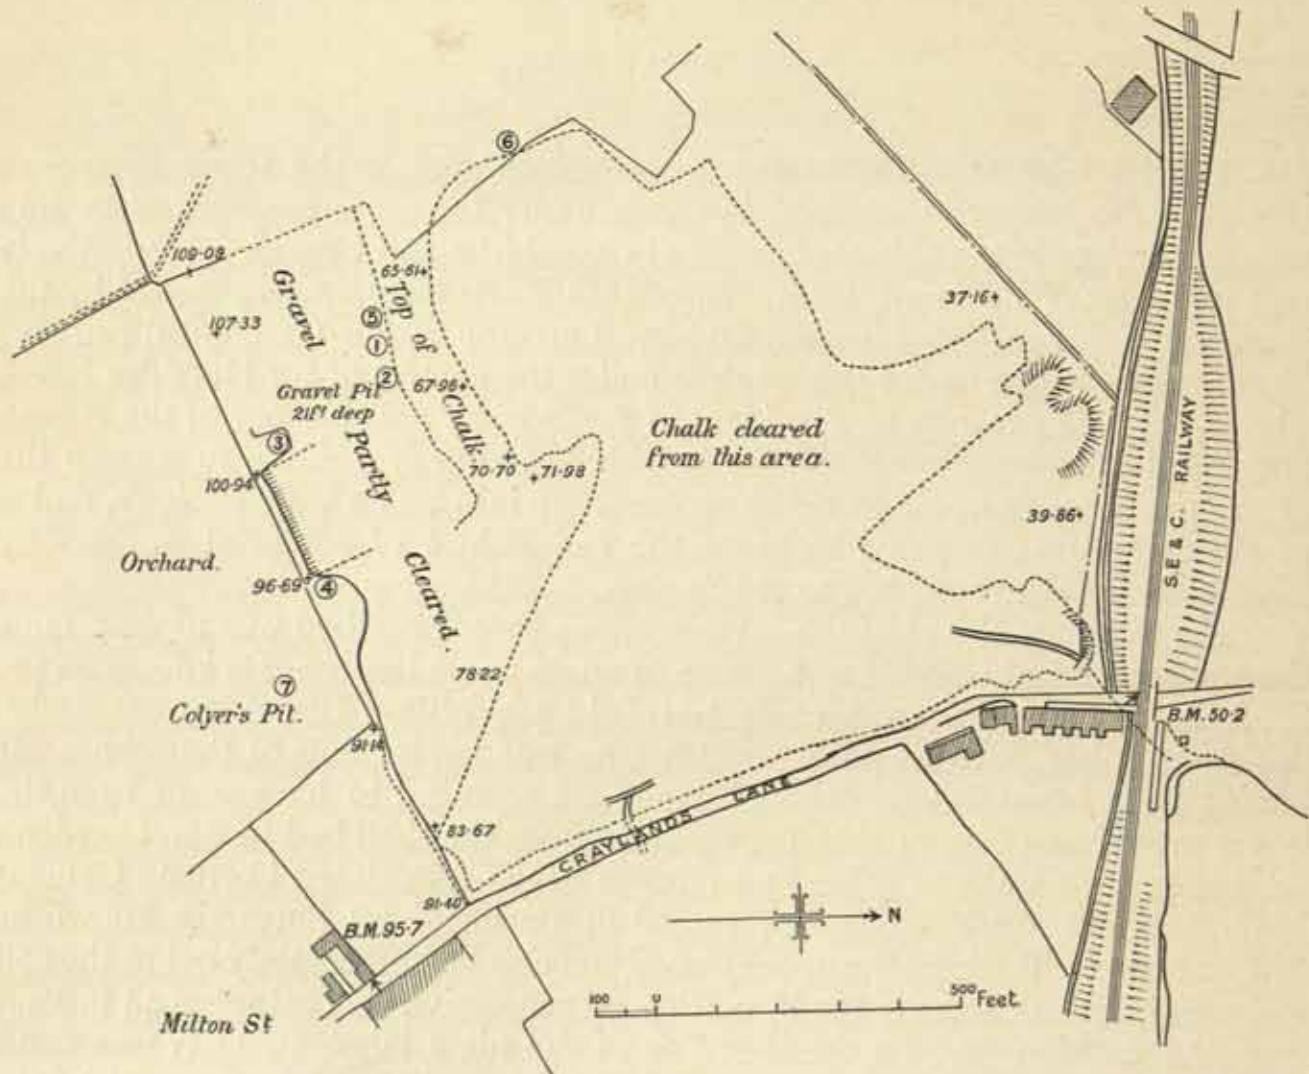 ⑥
109·08
65·61
37·16
107·33
Gravel
Top of
⑤
①
②
Gravel Pit
21ft deep
67·96
Chalk.
③
Partly
Chalk cleared
from this area.
70·70
71·98
100·94
39·86
S.E & C. RAILWAY
Orchard.
96·69
④
Cleared.
78·22
⑦
Colyer's Pit.
91·14
B.M. 50·2
83·67
CRAYLANDS LANE
91·40
B.M. 95·7
N
100 0 500 Feet.
Milton St